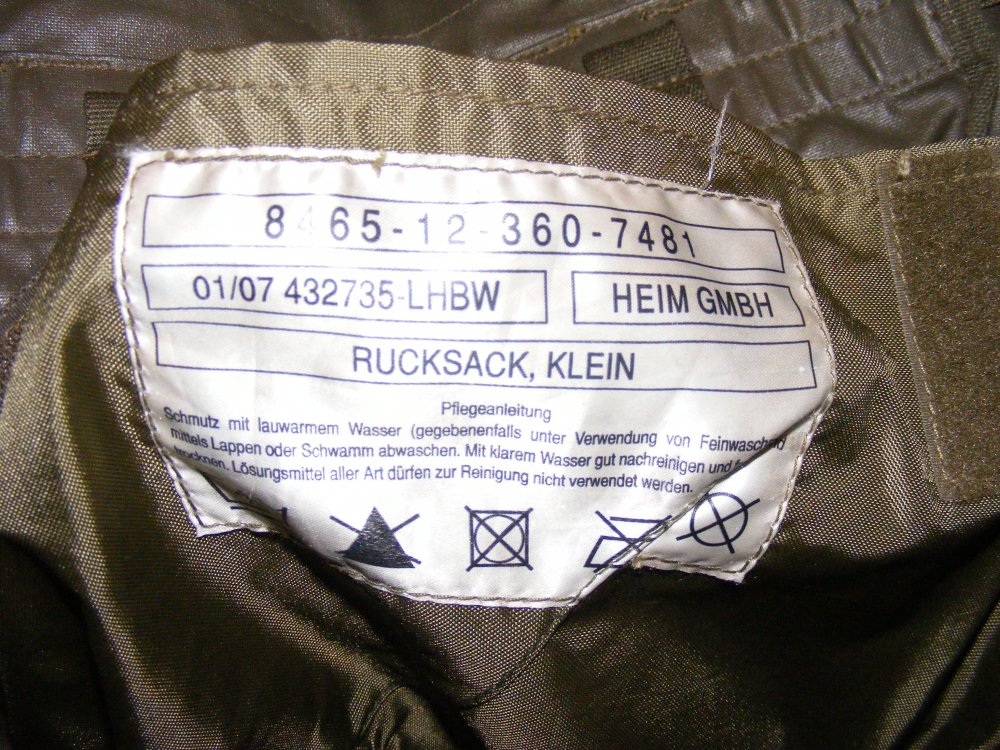 8465-12-360-7481
01/07 432735-LHBW
HEIM GMBH
RUCKSACK, KLEIN
Pflegeanleitung
Schmutz mit lauwarmem Wasser (gegebenenfalls unter Verwendung von
mittels Lappen oder Schwamm abwaschen. Mit klarem Wasser gut nachreinigen und
trocknen. Lösungsmittel aller Art dürfen zur Reinigung nicht verwendet werden.